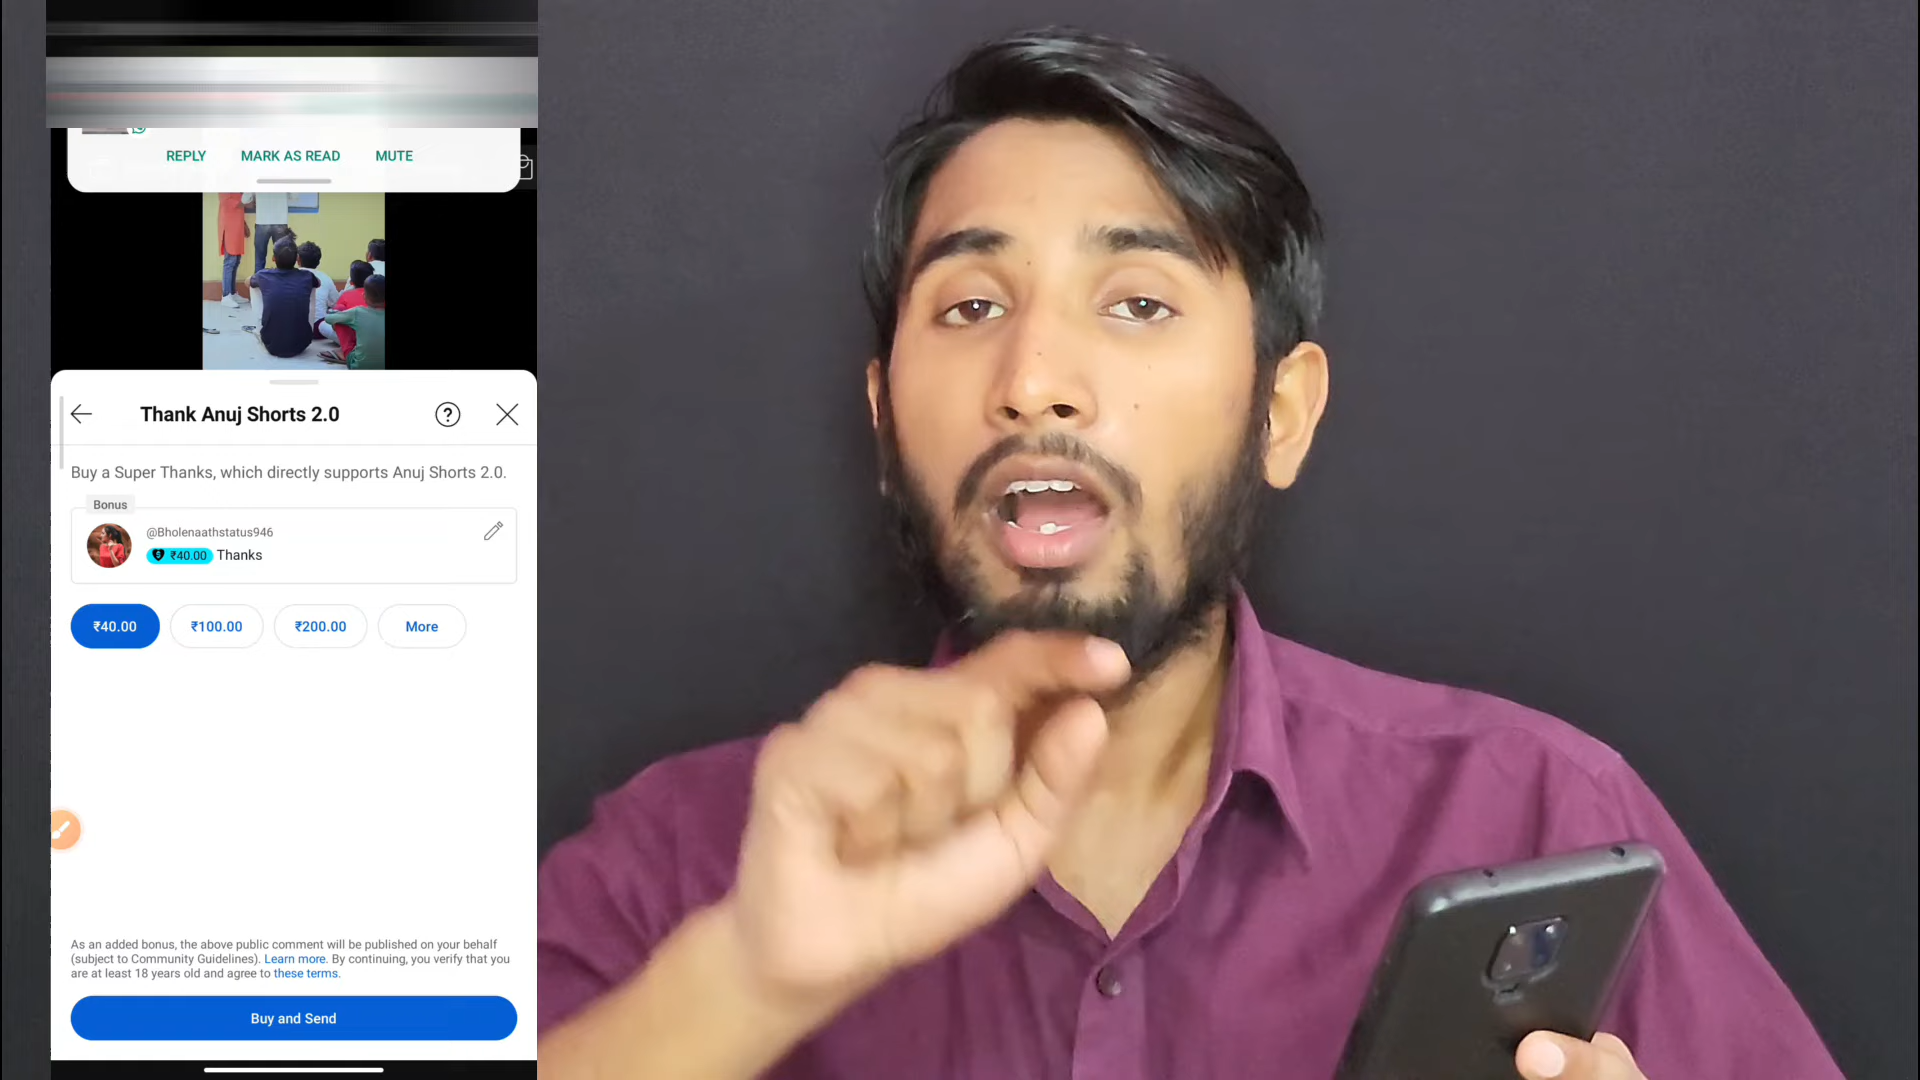 REPLY MARK AS READ MUTE
Thank Anuj Shorts 2.0
Buy a Super Thanks, which directly supports Anuj Shorts 2.0.
Bonus
@Bholenaathstatus946
₹40.00 Thanks
₹40.00 ₹100.00 ₹200.00 More
As an added bonus, the above public comment will be published on your behalf
(subject to Community Guidelines). Learn more. By continuing, you verify that you
are at least 18 years old and agree to these terms.
Buy and Send